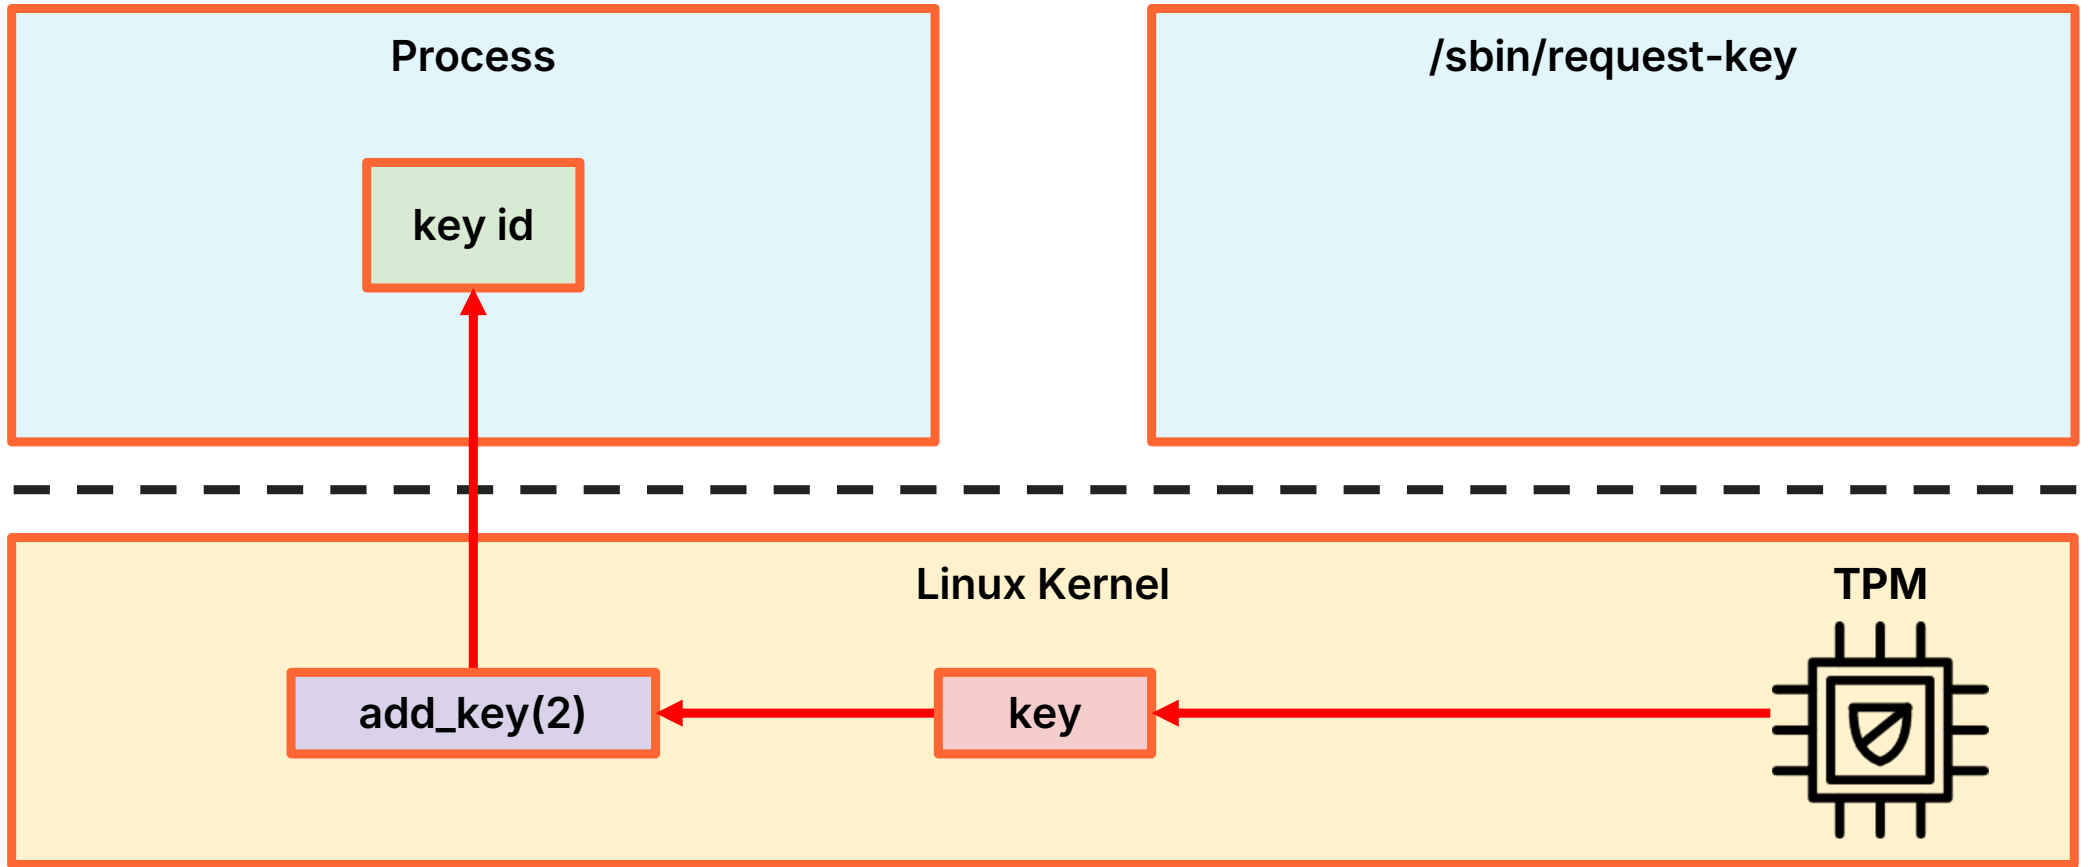 Process
/sbin/request-key
key id
Linux Kernel
TPM
add_key(2)
key